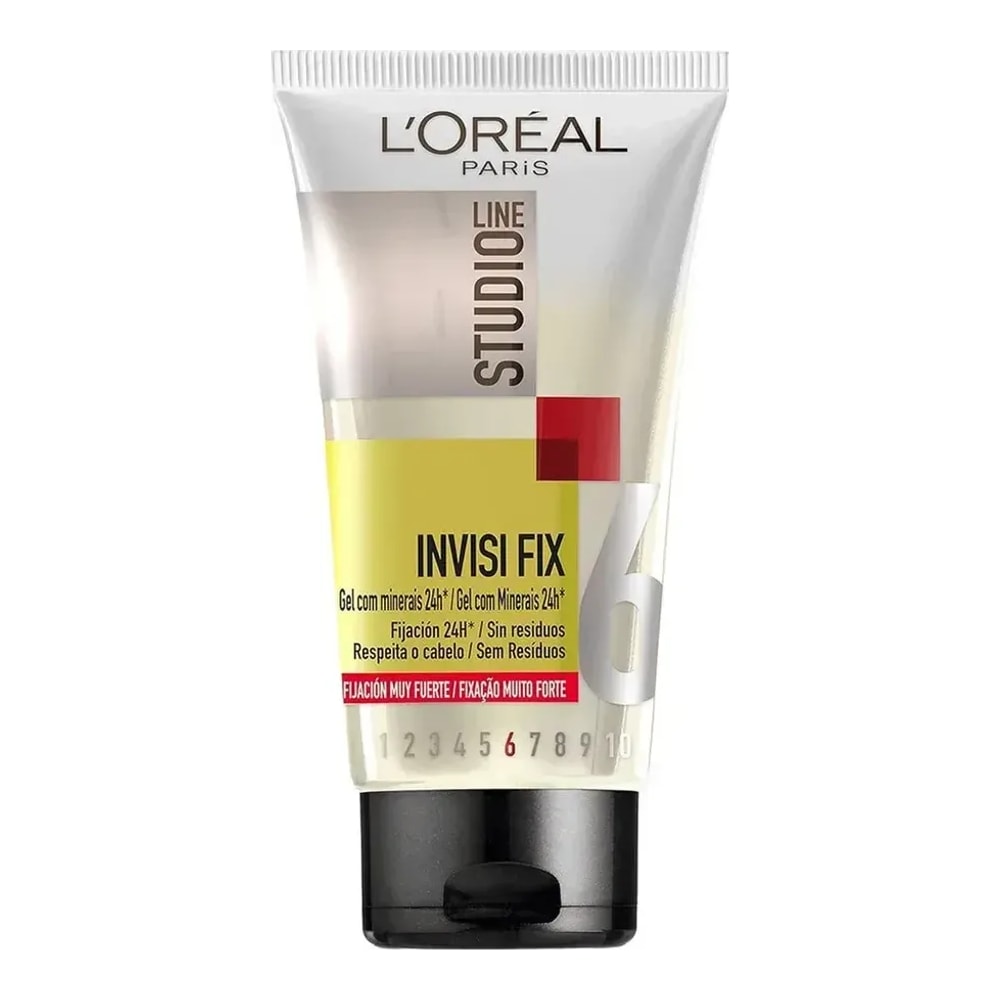 L'ORÉAL
PARiS
STUDIO LINE
INVISI FIX
Gel com minerais 24h* / Gel com Minerais 24h*
Fijación 24H* / Sin residuos
Respeita o cabelo / Sem Resíduos
FIJACIÓN MUY FUERTE / FIXAÇÃO MUITO FORTE
6
1 2 3 4 5 6 7 8 9 10